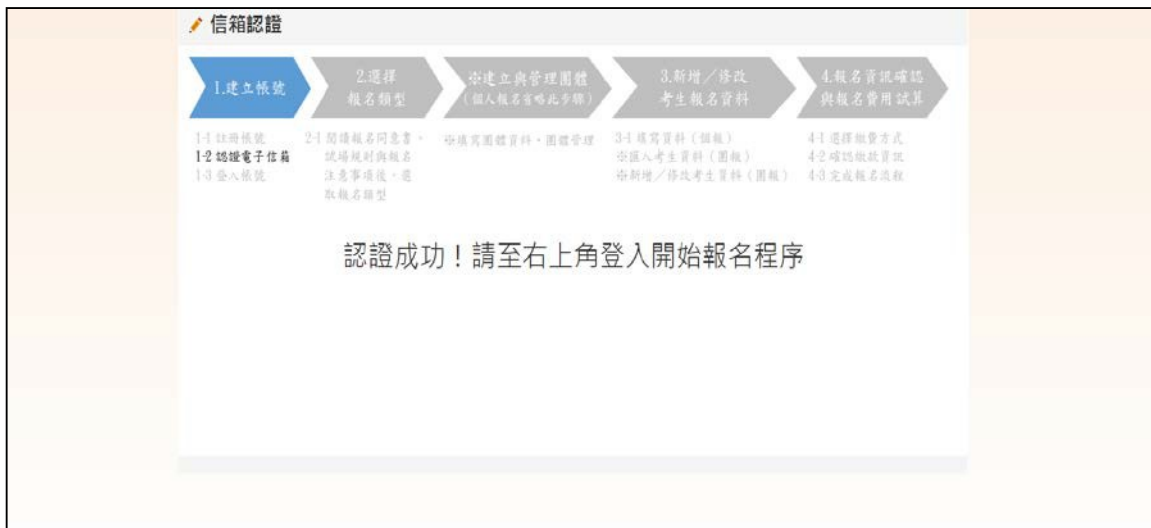 信箱認證
1.建立帳號
2.選擇
報名類型
※建立與管理團體
(個人報名省略此步驟)
3.新增／修改
考生報名資料
4.報名資訊確認
與報名費用試算
1-1 註冊帳號
1-2 認證電子信箱
1-3 登入帳號
2-1 閱讀報名同意書、
試場規則與報名
注意事項後，選
取報名類型
※填寫團體資料、團體管理
3-1 填寫資料（個報）
※匯入考生資料（團報）
※新增／修改考生資料（團報）
4-1 選擇繳費方式
4-2 確認繳款資訊
4-3 完成報名流程
認證成功！請至右上角登入開始報名程序